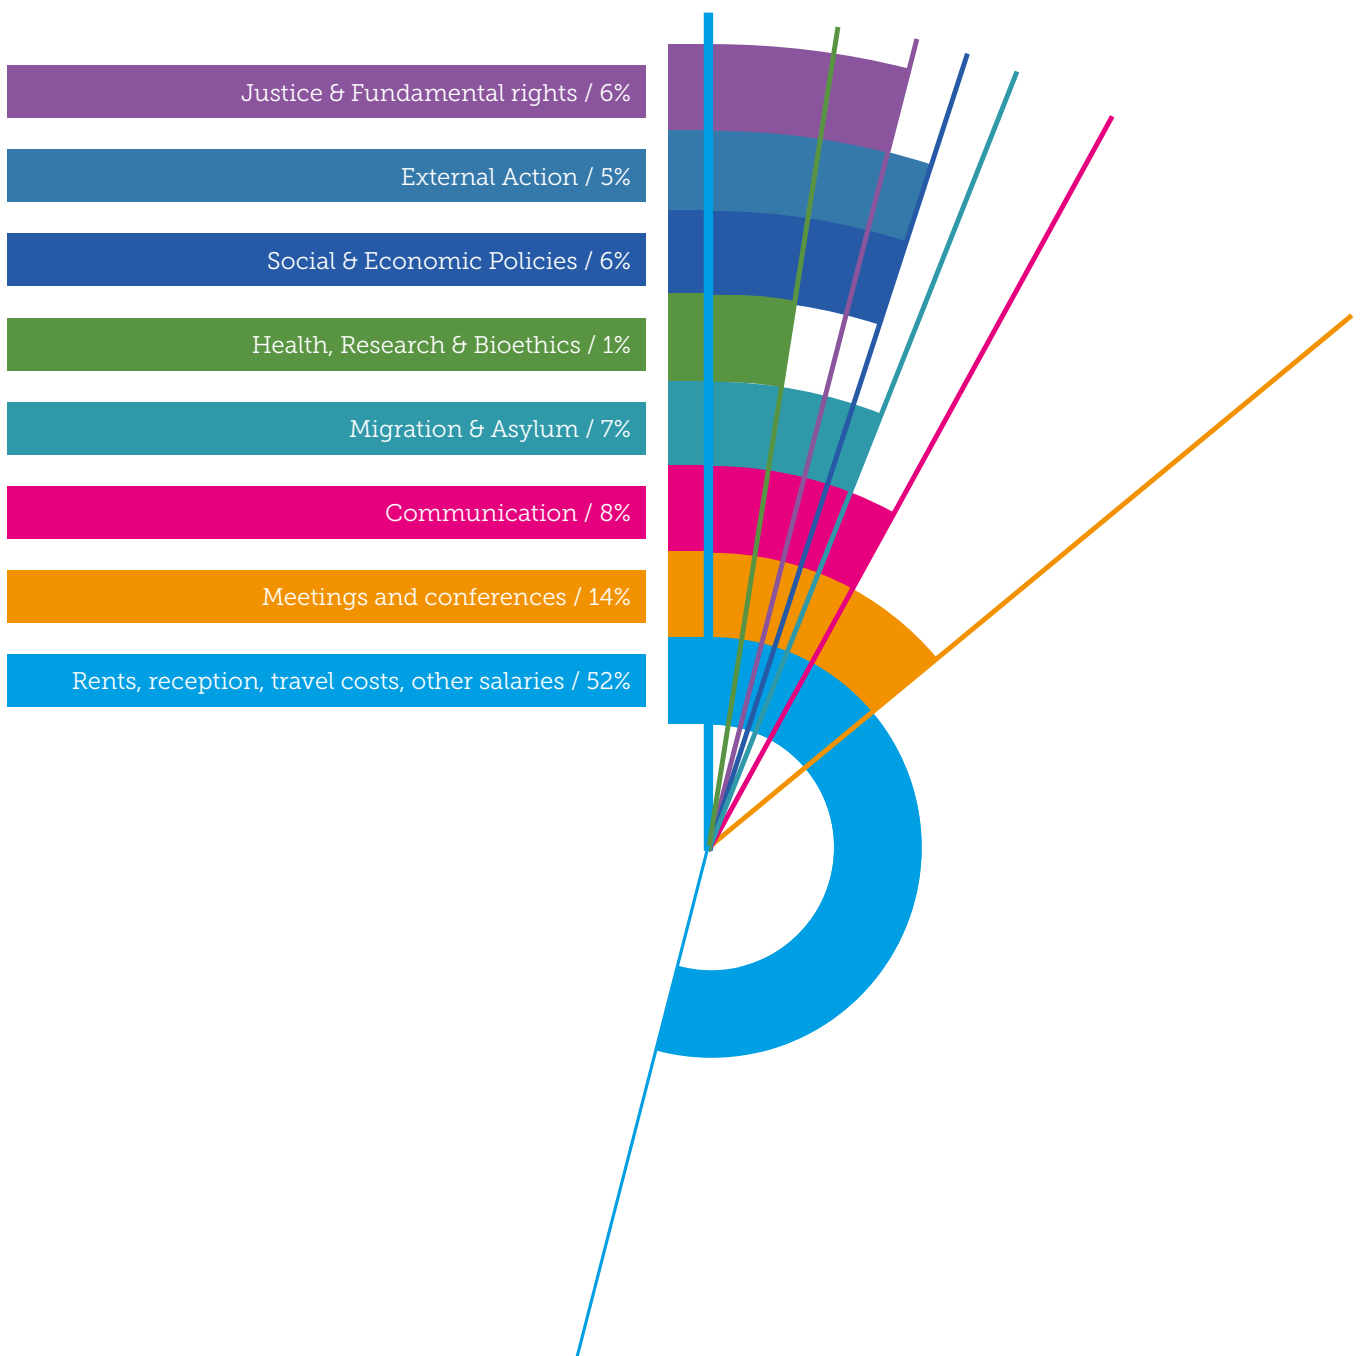 Justice & Fundamental rights / 6%
External Action / 5%
Social & Economic Policies / 6%
Health, Research & Bioethics / 1%
Migration & Asylum / 7%
Communication / 8%
Meetings and conferences / 14%
Rents, reception, travel costs, other salaries / 52%